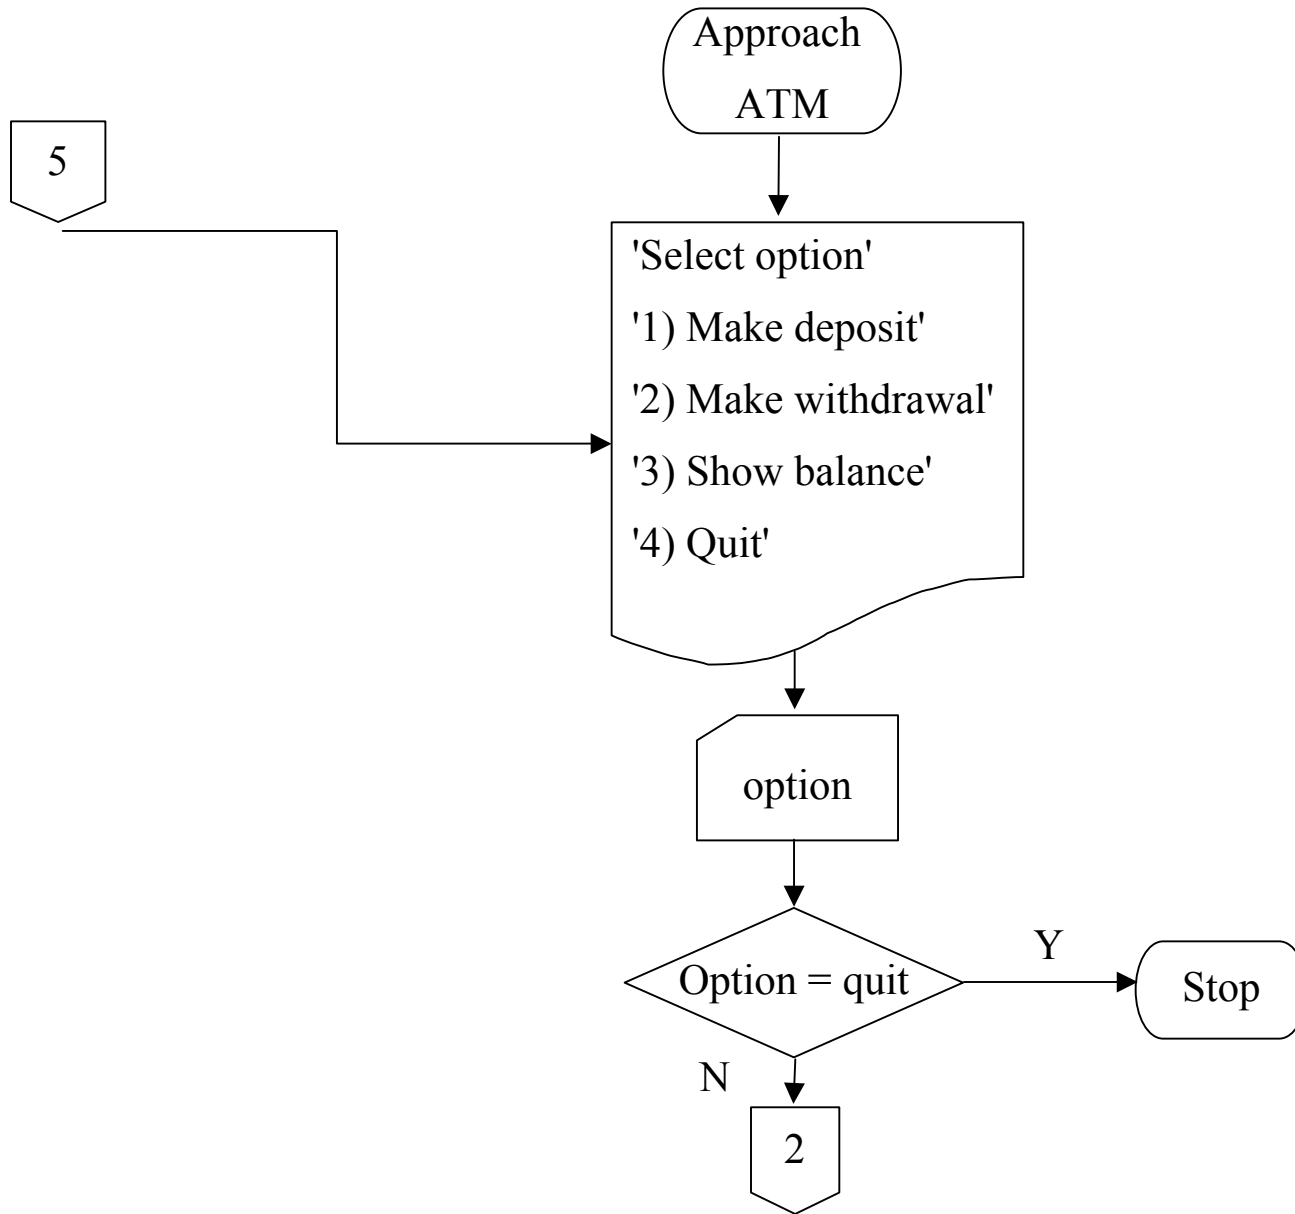 Approach
ATM
5
'Select option'
'1) Make deposit'
'2) Make withdrawal'
'3) Show balance'
'4) Quit'
option
Option = quit
Y
Stop
N
2